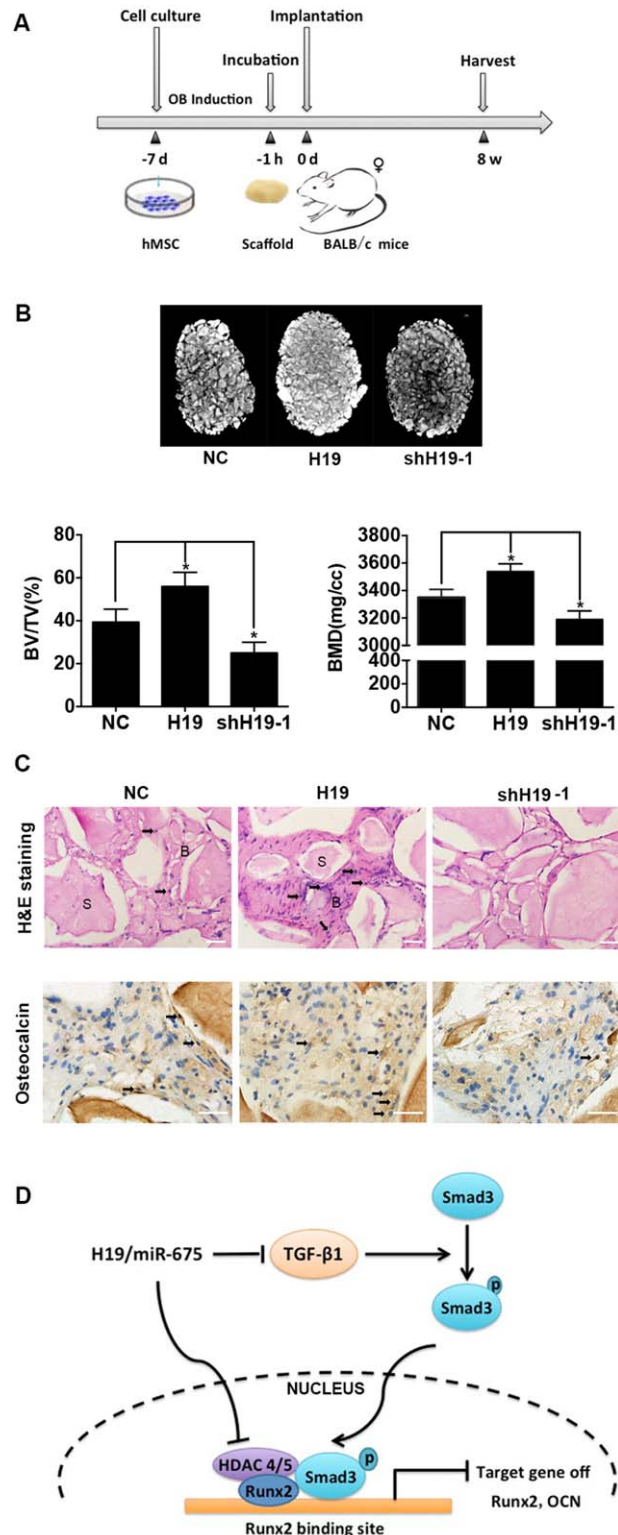 A
Cell culture
Implantation
Incubation
Harvest
OB Induction
-7 d
-1 h
0 d
8 w
♀
hMSC
Scaffold
BALB/c mice
B
NC
H19
shH19-1
BV/TV(%)
80
60
40
20
0
*
*
NC
H19
shH19-1
BMD(mg/cc)
3800
3600
3400
3200
3000
400
200
0
*
*
NC
H19
shH19-1
C
NC
H19
shH19-1
H&E staining
S
B
S
B
Osteocalcin
D
Smad3
H19/miR-675
TGF-β1
p
Smad3
NUCLEUS
HDAC 4/5
Runx2
Smad3
p
Target gene off
Runx2, OCN
Runx2 binding site